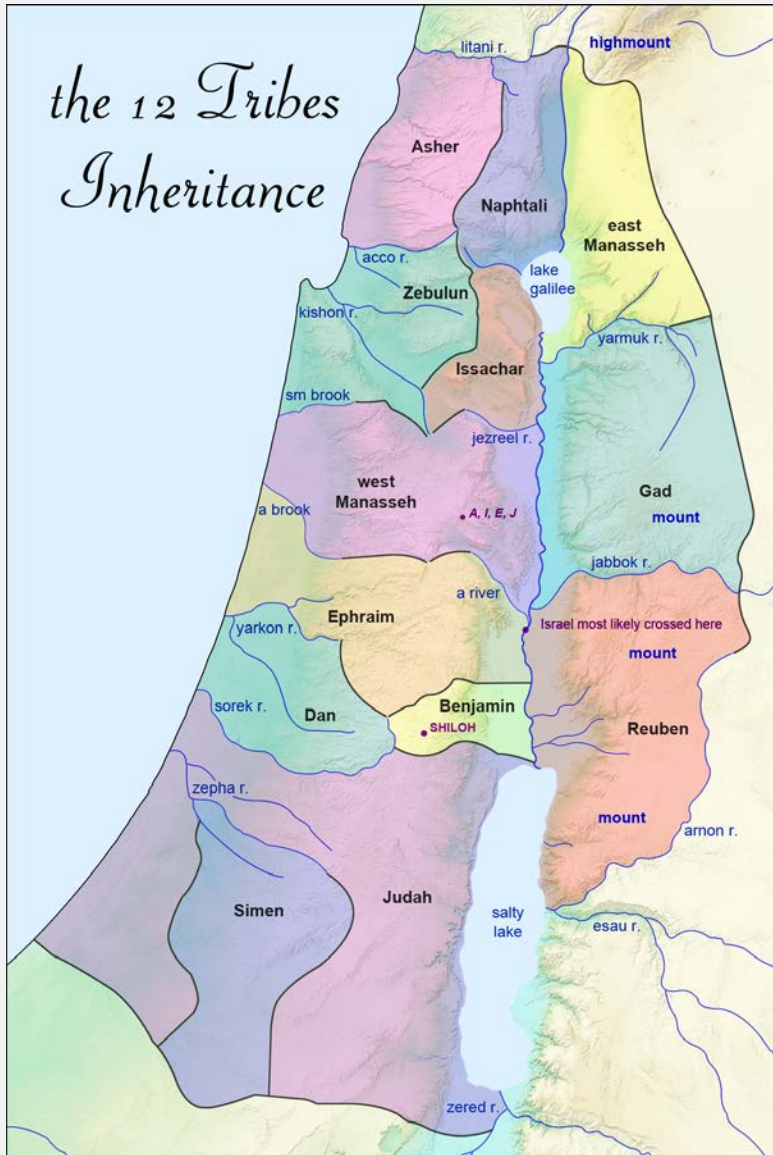 the 12 Tribes
Inheritance
litani r.
highmount
Asher
Naphtali
east
Manasseh
acco r.
lake
galilee
Zebulun
kishon r.
yarmuk r.
Issachar
sm brook
jezreel r.
west
Manasseh
Gad
a brook
A, I, E, J
mount
jabbok r.
a river
Ephraim
Israel most likely crossed here
yarkon r.
mount
sorek r.
Dan
Benjamin
SHILOH
Reuben
zepha r.
mount
arnon r.
Simen
Judah
salty
lake
esau r.
zered r.